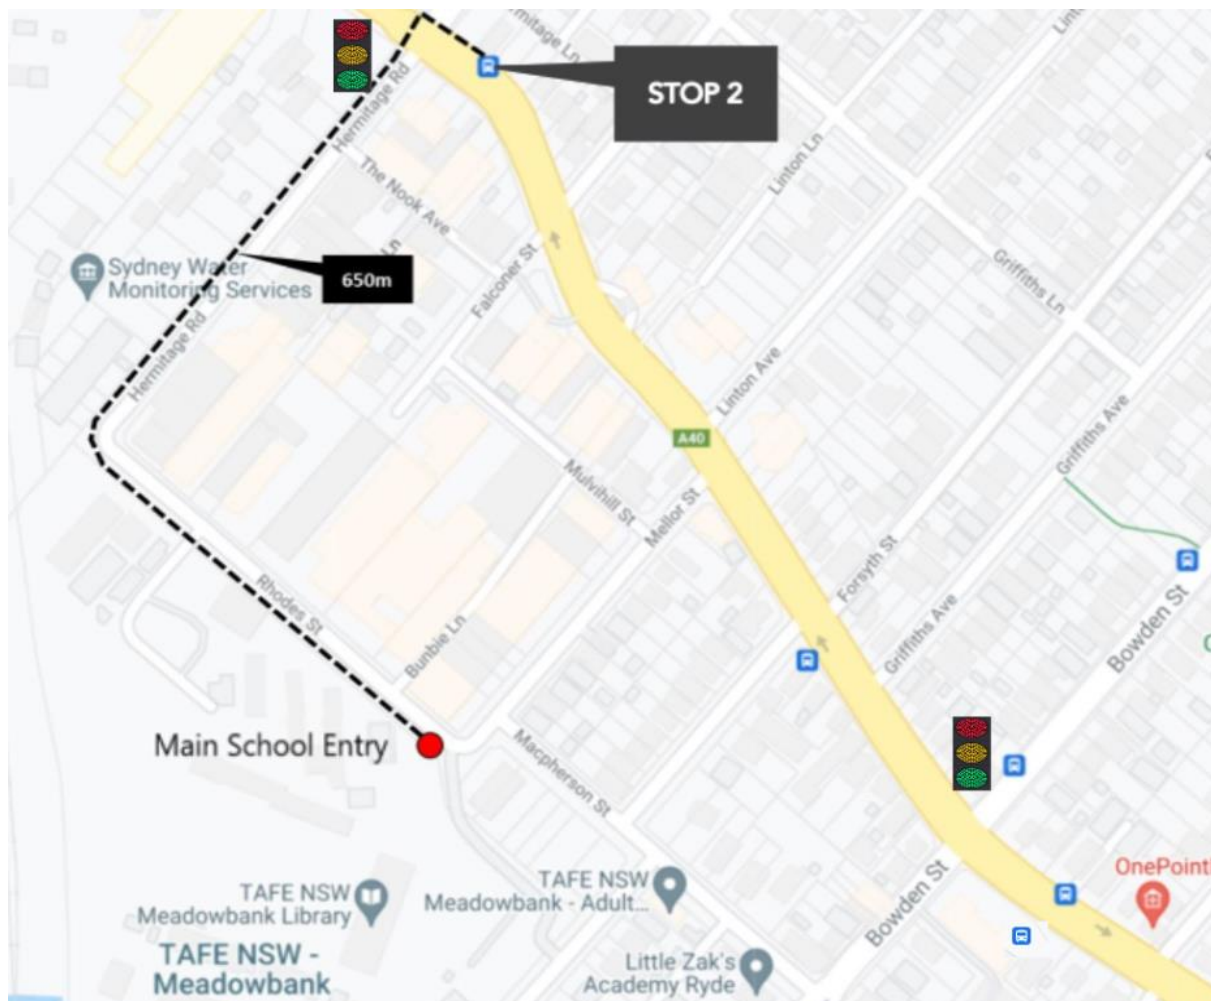 Hermitage Ln
STOP 2
Hermitage Rd
Linton Ln
The Nook Ave
Ln
Sydney Water
Monitoring Services
650m
Falconer St
Griffiths Ln
Hermitage Rd
Linton Ave
A40
Griffiths Ave
Mulvihill St
Mellor St
Forsyth St
Rhodes St
Bunbie Ln
Griffiths Ave
Bowden St
Main School Entry
Macpherson St
OnePoint
TAFE NSW
Meadowbank Library
TAFE NSW
Meadowbank - Adult...
Bowden St
TAFE NSW -
Meadowbank
Little Zak's
Academy Ryde